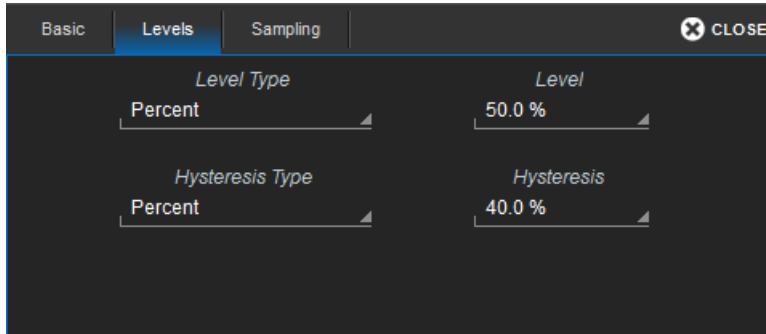 Basic Levels Sampling CLOSE
Level Type Level
Percent 50.0 %
Hysteresis Type Hysteresis
Percent 40.0 %